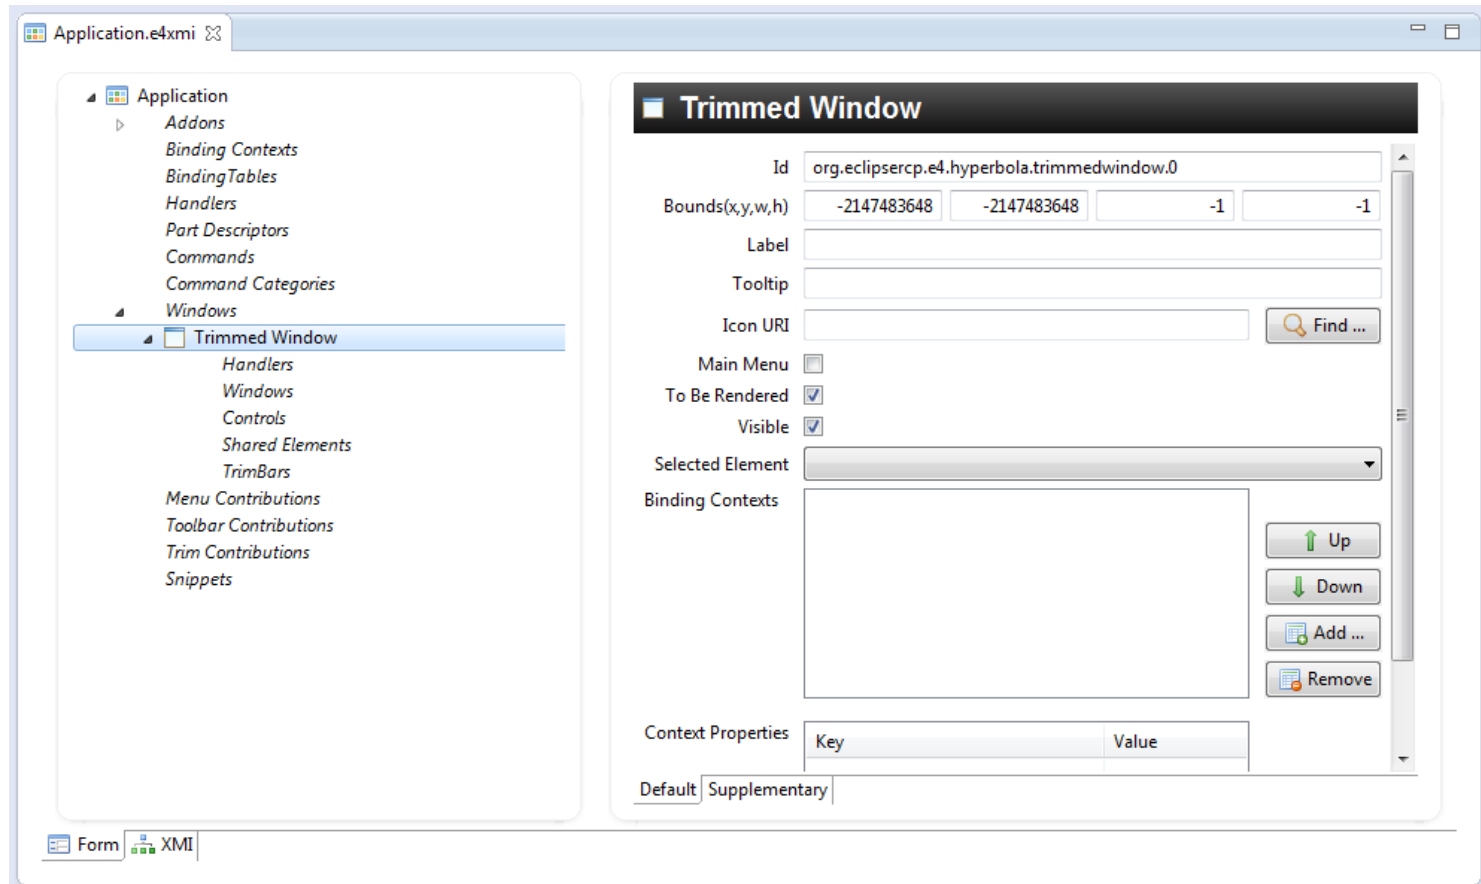 Application.e4xmi
Application
Addons
Binding Contexts
BindingTables
Handlers
Part Descriptors
Commands
Command Categories
Windows
Trimmed Window
Handlers
Windows
Controls
Shared Elements
TrimBars
Menu Contributions
Toolbar Contributions
Trim Contributions
Snippets
Trimmed Window
Id org.eclipsercp.e4.hyperbola.trimmedwindow.0
Bounds(x,y,w,h) -2147483648 -2147483648 -1 -1
Label
Tooltip
Icon URI Find ...
Main Menu
To Be Rendered
Visible
Selected Element
Binding Contexts
Up
Down
Add ...
Remove
Context Properties Key Value
Default Supplementary
Form XMI